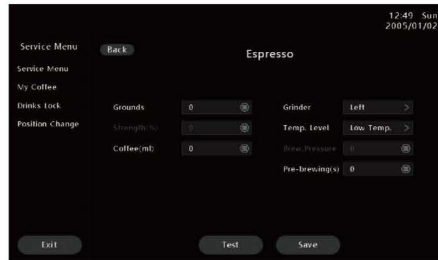 12:49 Sun
2005/01/02
Service Menu
Back
Espresso
Service Menu
My Coffee
Drinks Lock
Position Change
Grounds 0
Grinder Left >
Strength(%) 0
Temp. Level Low Temp. >
Coffee(ml) 0
Brew.Pressure 0
Pre-brewing(s) 0
Exit
Test
Save